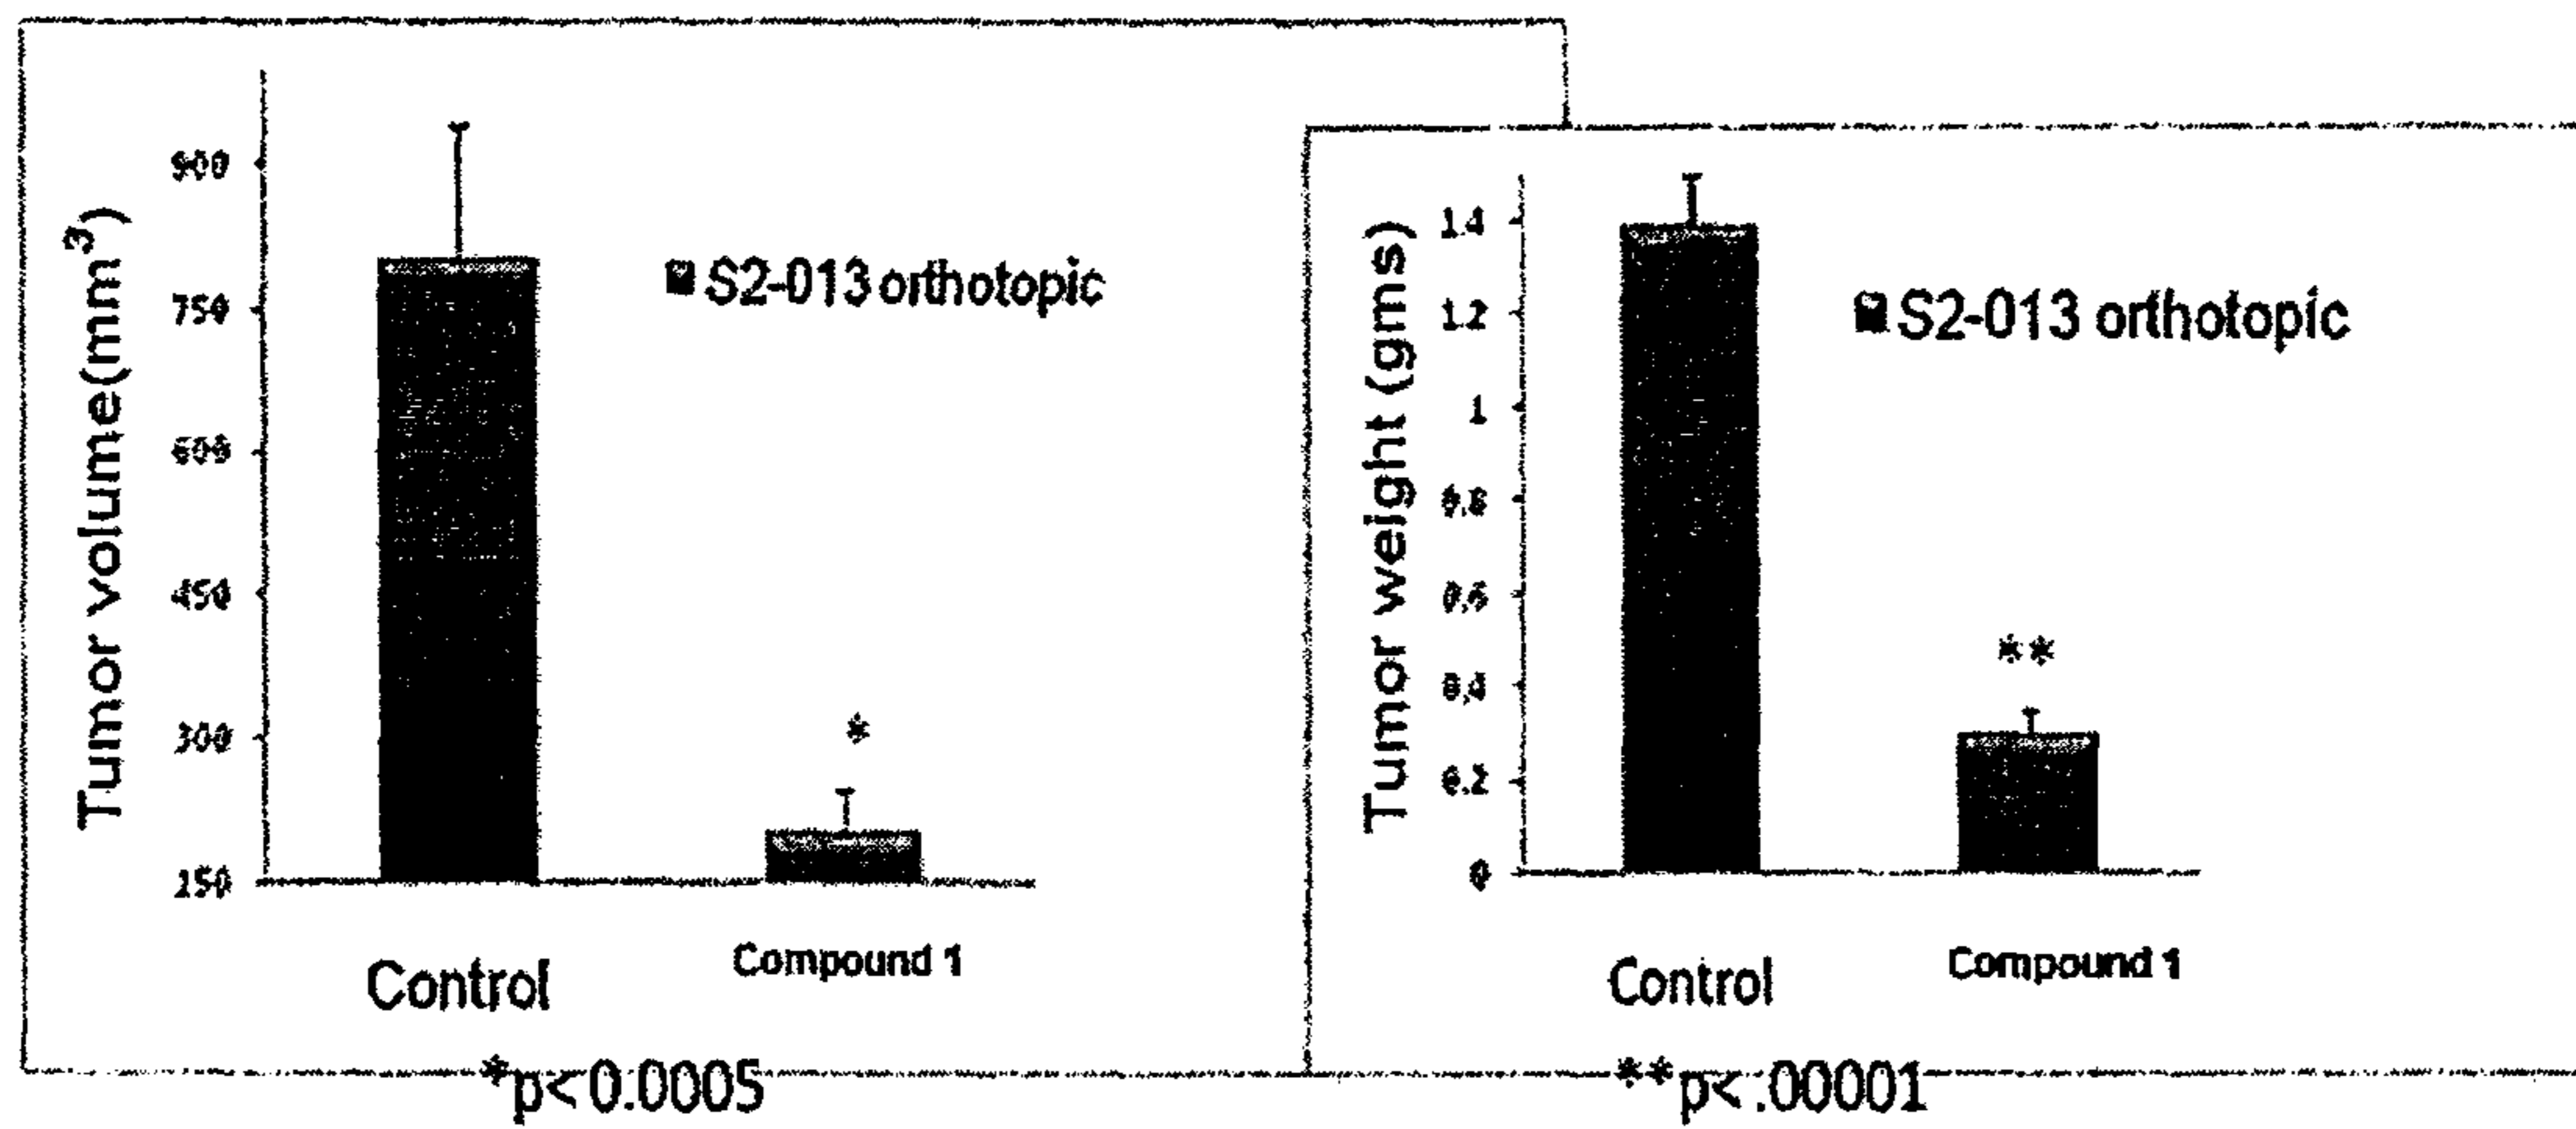 Tumor volume(mm³)
900
750
600
450
300
150
S2-013 orthotopic
*
Control
Compound 1
*p<0.0005
Tumor weight (gms)
1.4
1.2
1
0.8
0.6
0.4
0.2
0
S2-013 orthotopic
**
Control
Compound 1
**p<.00001